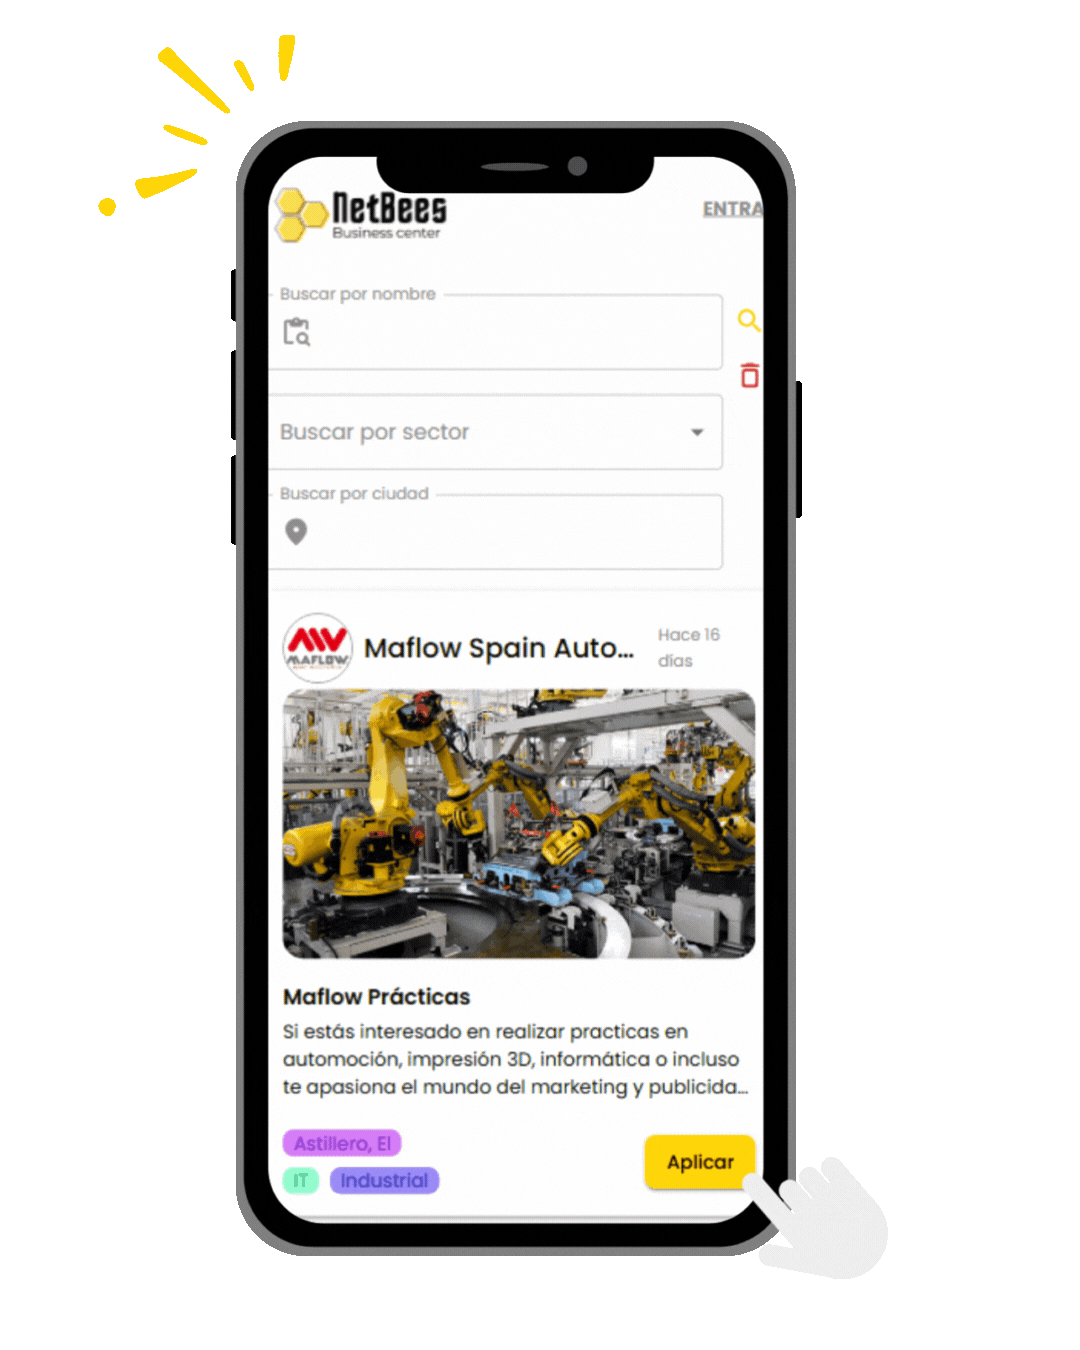 NetBees
Business center
ENTRA
Buscar por nombre
Buscar por sector
Buscar por ciudad
MAFLOW
Maflow Spain Auto...
Hace 16
días
Maflow Prácticas
Si estás interesado en realizar practicas en
automoción, impresión 3D, informática o incluso
te apasiona el mundo del marketing y publicida...
Astillero, El
IT
Industrial
Aplicar